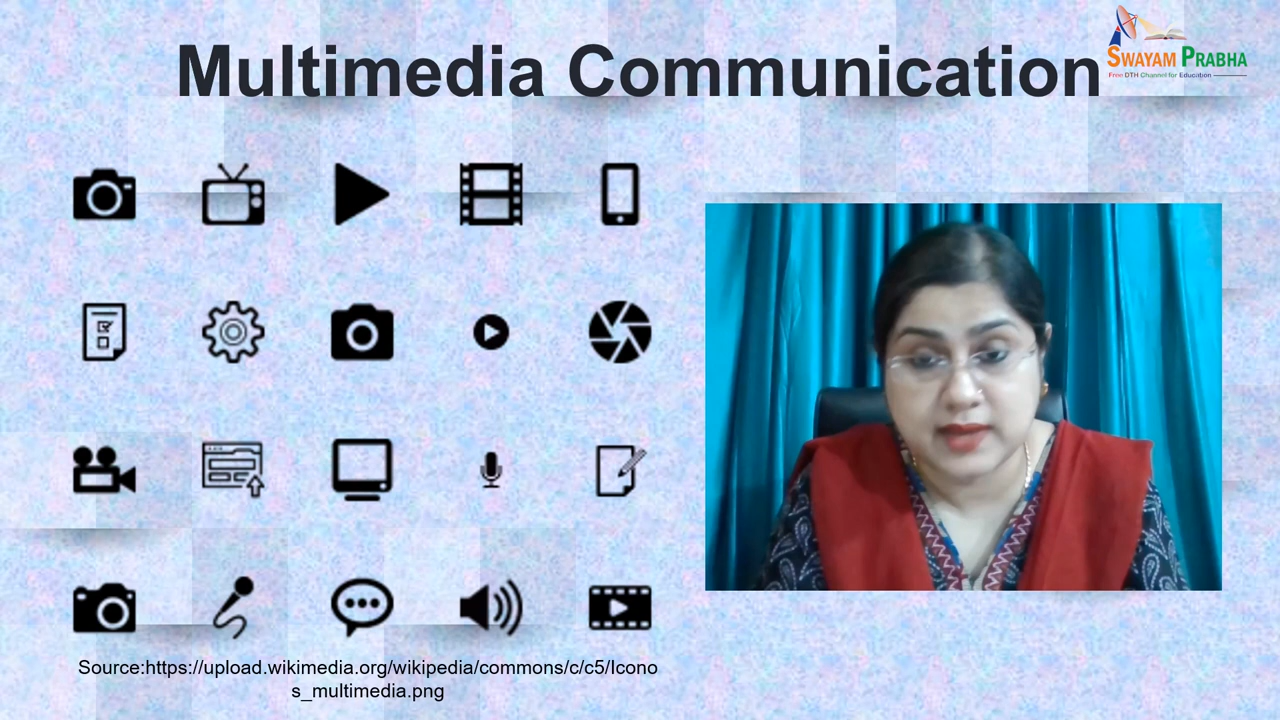 Multimedia Communication
SWAYAM PRABHA
Free DTH Channel for Education
Source:https://upload.wikimedia.org/wikipedia/commons/c/c5/Icono
s_multimedia.png